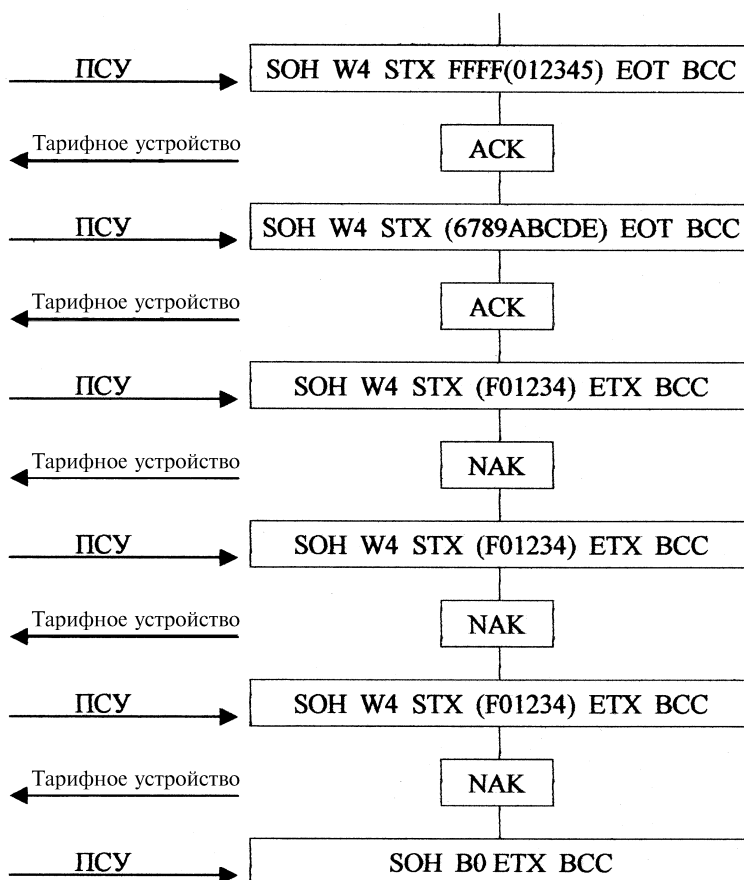 ПСУ SOH W4 STX FFFF(012345) EOT BCC
Тарифное устройство ACK
ПСУ SOH W4 STX (6789ABCDE) EOT BCC
Тарифное устройство ACK
ПСУ SOH W4 STX (F01234) ETX BCC
Тарифное устройство NAK
ПСУ SOH W4 STX (F01234) ETX BCC
Тарифное устройство NAK
ПСУ SOH W4 STX (F01234) ETX BCC
Тарифное устройство NAK
ПСУ SOH B0 ETX BCC